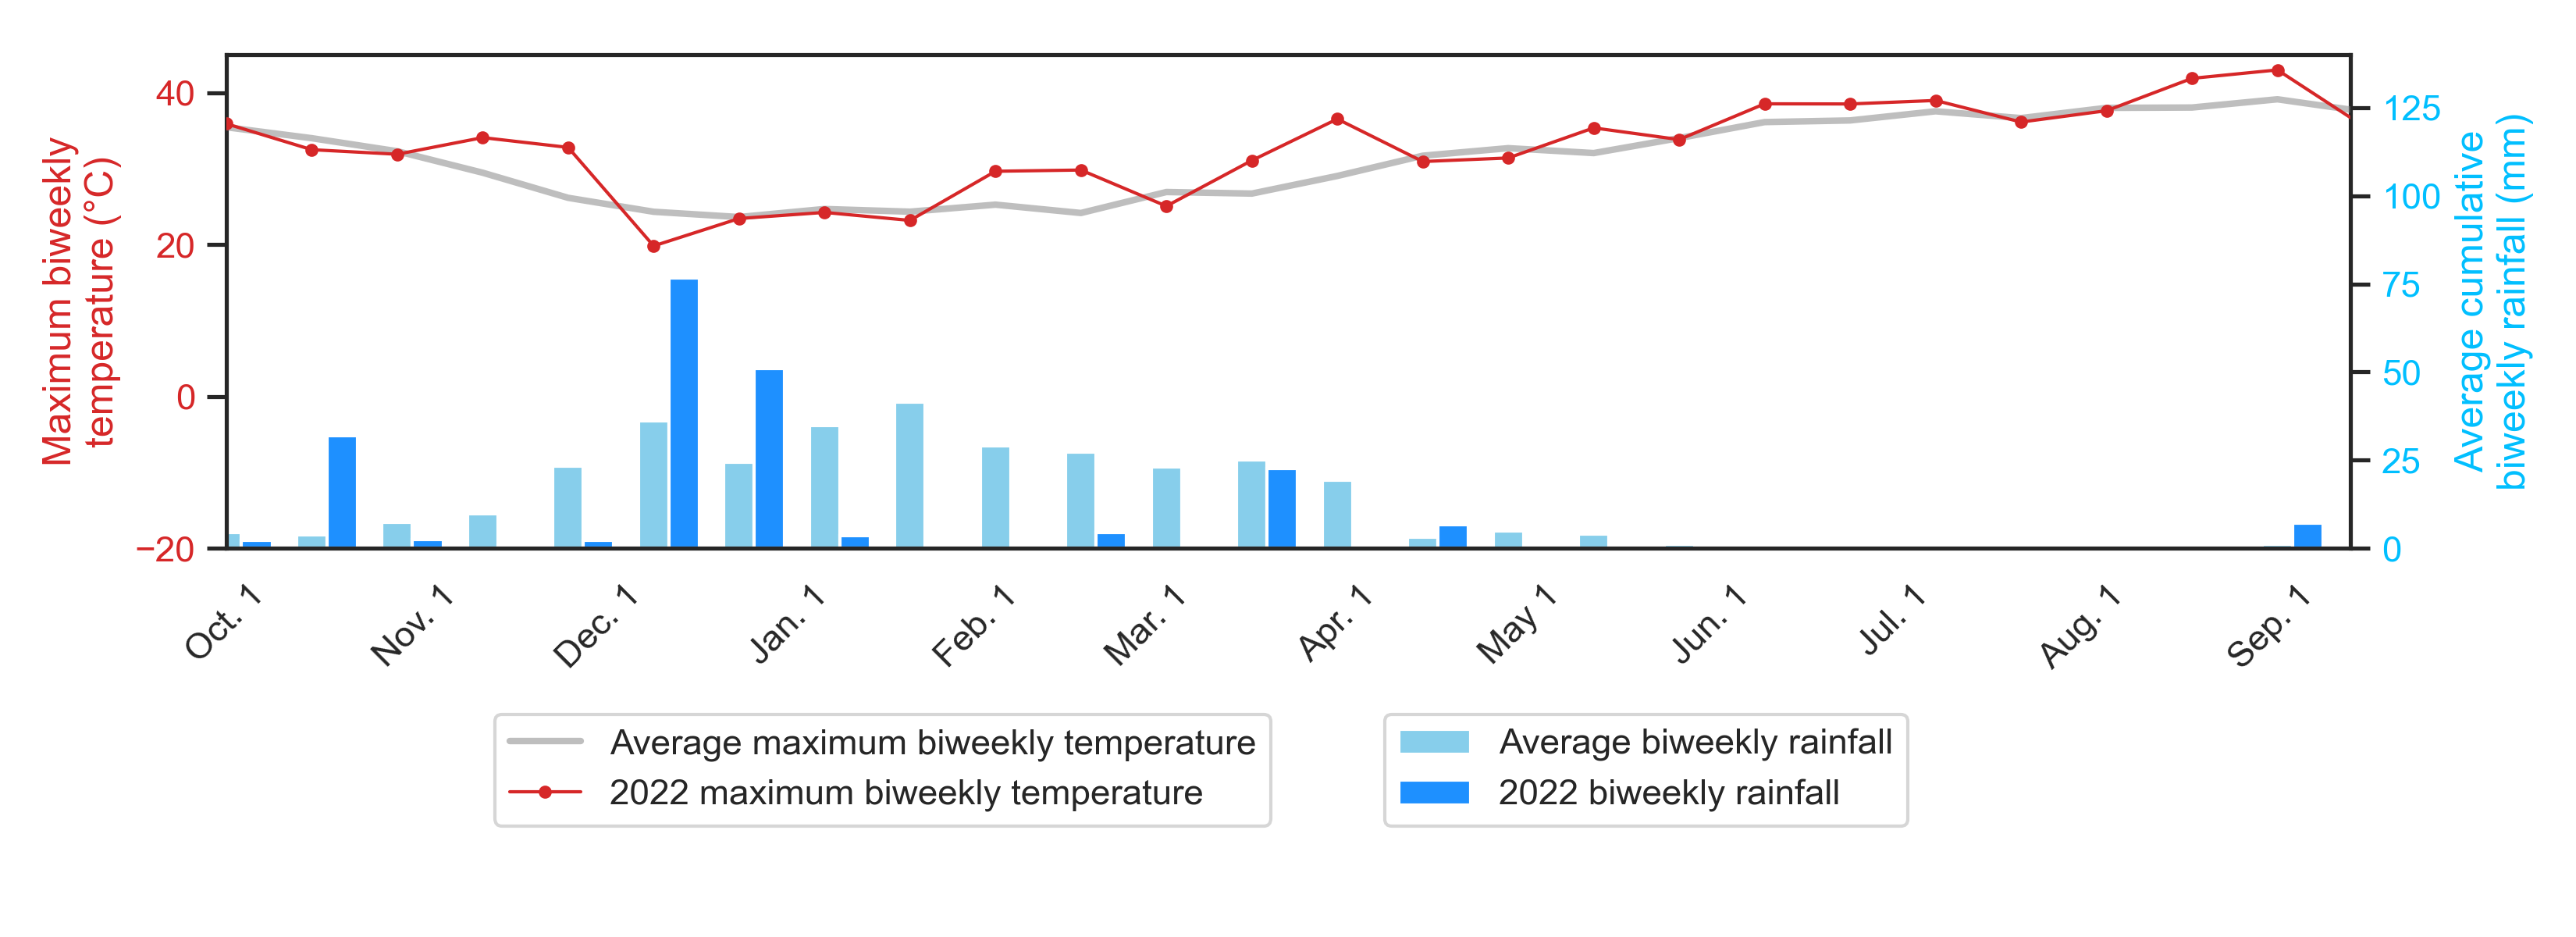 Maximum biweekly
temperature (°C)
40
20
0
−20
125
100
75
50
25
0
Average cumulative
biweekly rainfall (mm)
Oct. 1
Nov. 1
Dec. 1
Jan. 1
Feb. 1
Mar. 1
Apr. 1
May 1
Jun. 1
Jul. 1
Aug. 1
Sep. 1
Average maximum biweekly temperature
2022 maximum biweekly temperature
Average biweekly rainfall
2022 biweekly rainfall